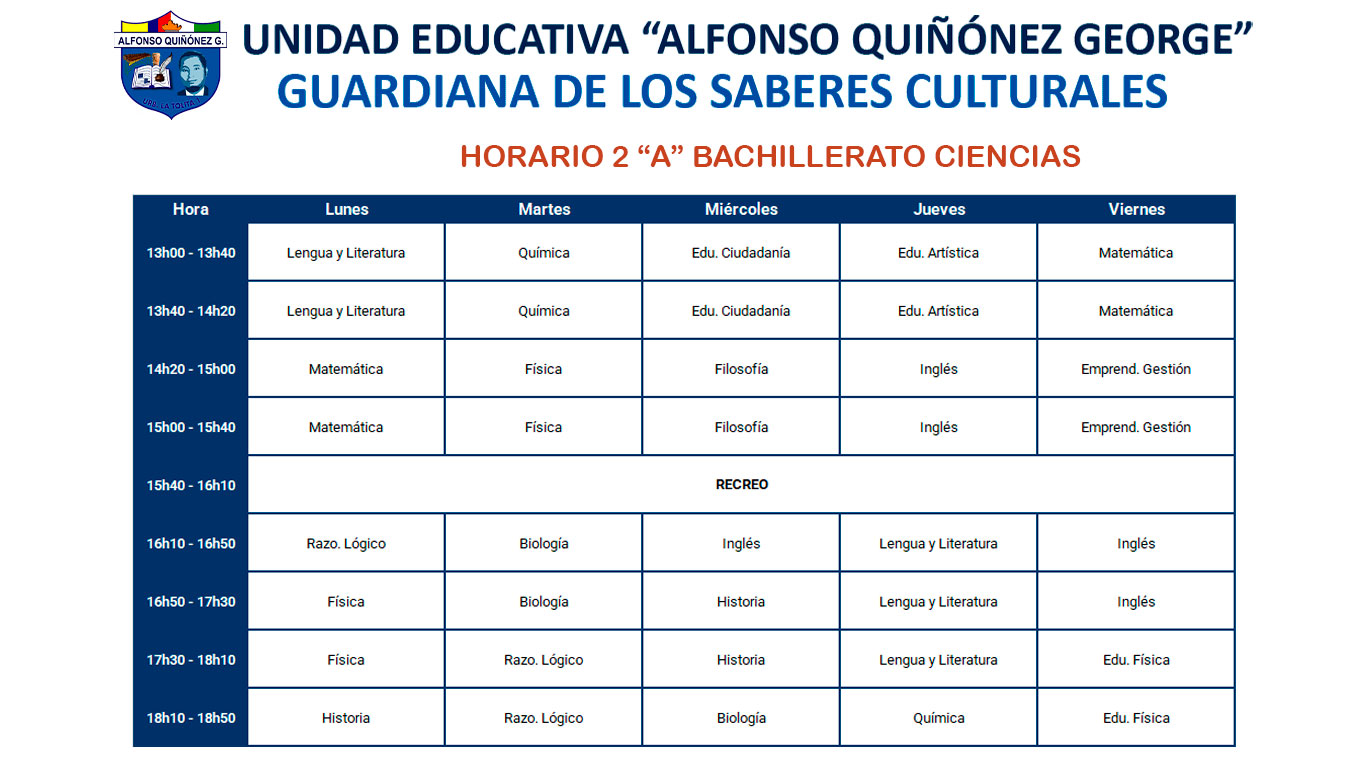 ALFONSO QUIÑÓNEZ G.
URB. LA TOLITA 1
UNIDAD EDUCATIVA “ALFONSO QUIÑÓNEZ GEORGE”
GUARDIANA DE LOS SABERES CULTURALES
HORARIO 2 “A” BACHILLERATO CIENCIAS
Hora Lunes Martes Miércoles Jueves Viernes
13h00 - 13h40 Lengua y Literatura Química Edu. Ciudadanía Edu. Artística Matemática
13h40 - 14h20 Lengua y Literatura Química Edu. Ciudadanía Edu. Artística Matemática
14h20 - 15h00 Matemática Física Filosofía Inglés Emprend. Gestión
15h00 - 15h40 Matemática Física Filosofía Inglés Emprend. Gestión
15h40 - 16h10 RECREO
16h10 - 16h50 Razo. Lógico Biología Inglés Lengua y Literatura Inglés
16h50 - 17h30 Física Biología Historia Lengua y Literatura Inglés
17h30 - 18h10 Física Razo. Lógico Historia Lengua y Literatura Edu. Física
18h10 - 18h50 Historia Razo. Lógico Biología Química Edu. Física